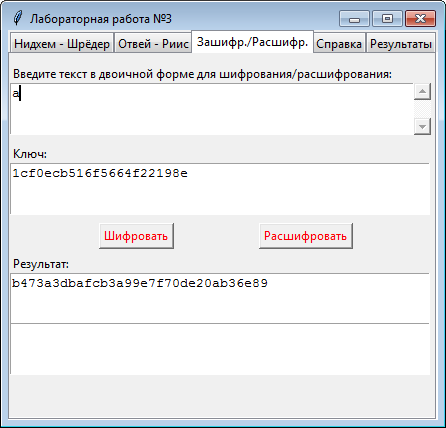 Лабораторная работа №3
Нидхем - Шрёдер Отвей - Риис Зашифр./Расшифр. Справка Результаты
Введите текст в двоичной форме для шифрования/расшифрования:
a
Ключ:
1cf0ecb516f5664f22198e
Шифровать Расшифровать
Результат:
b473a3dbafcb3a99e7f70de20ab36e89